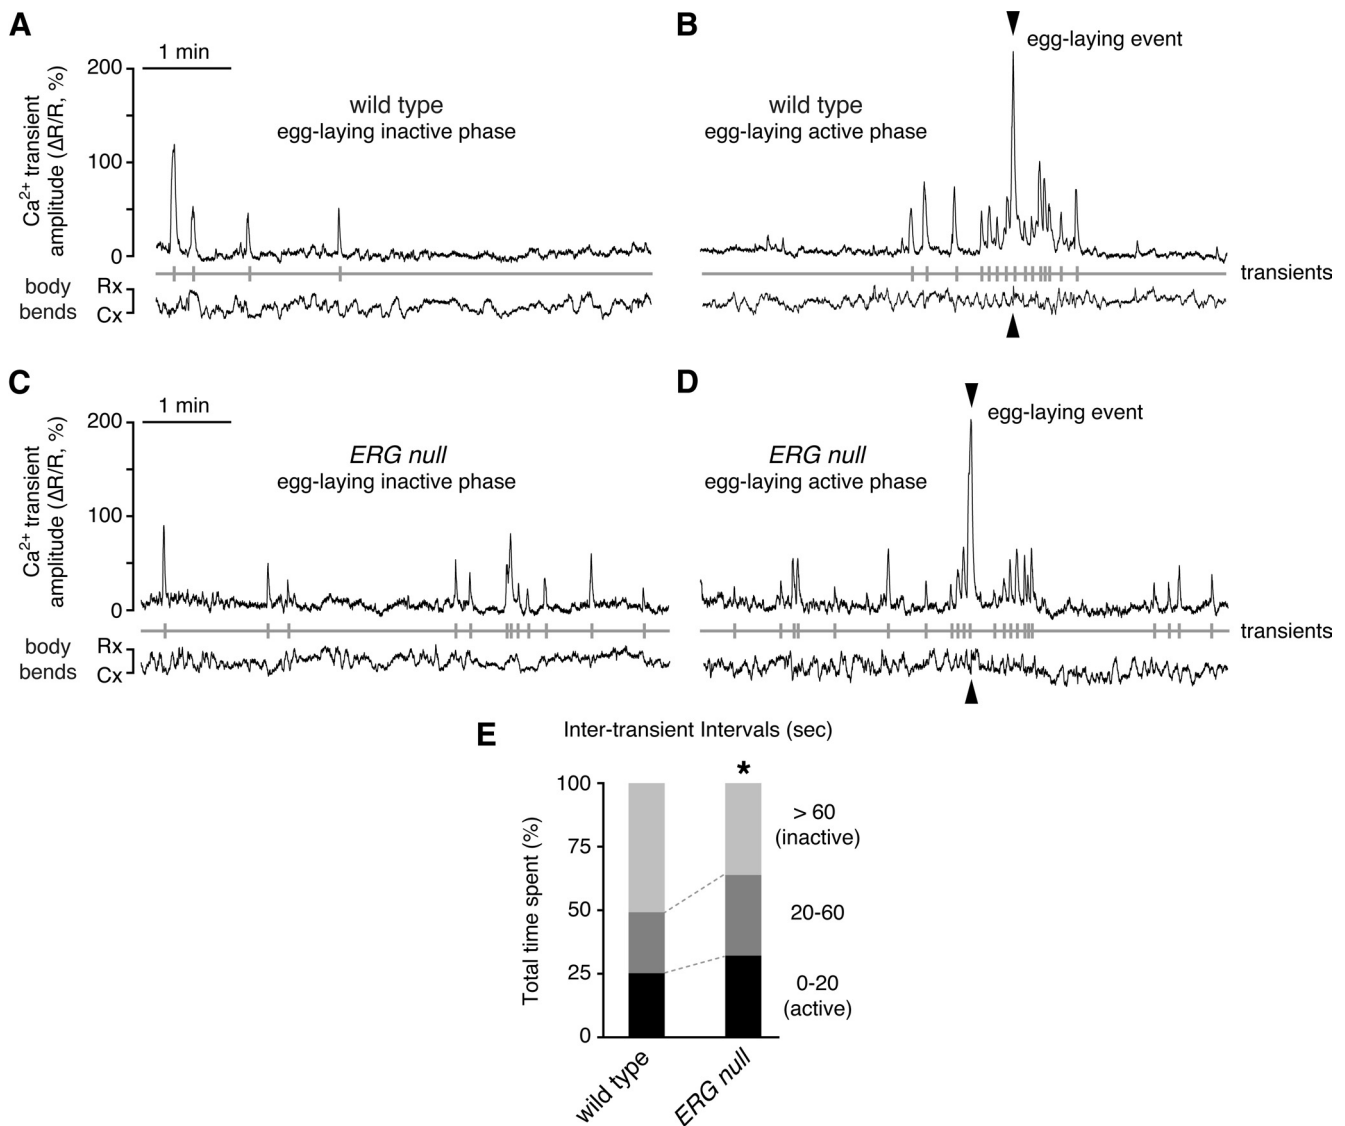 A
1 min
200
100
0
Ca2+ transient
amplitude (ΔR/R, %)
wild type
egg-laying inactive phase
body
bends
Rx
Cx
B
egg-laying event
wild type
egg-laying active phase
transients
C
1 min
200
100
0
Ca2+ transient
amplitude (ΔR/R, %)
ERG null
egg-laying inactive phase
body
bends
Rx
Cx
D
egg-laying event
ERG null
egg-laying active phase
transients
E
Inter-transient Intervals (sec)
*
100
75
50
25
0
Total time spent (%)
> 60
(inactive)
20-60
0-20
(active)
wild type
ERG null